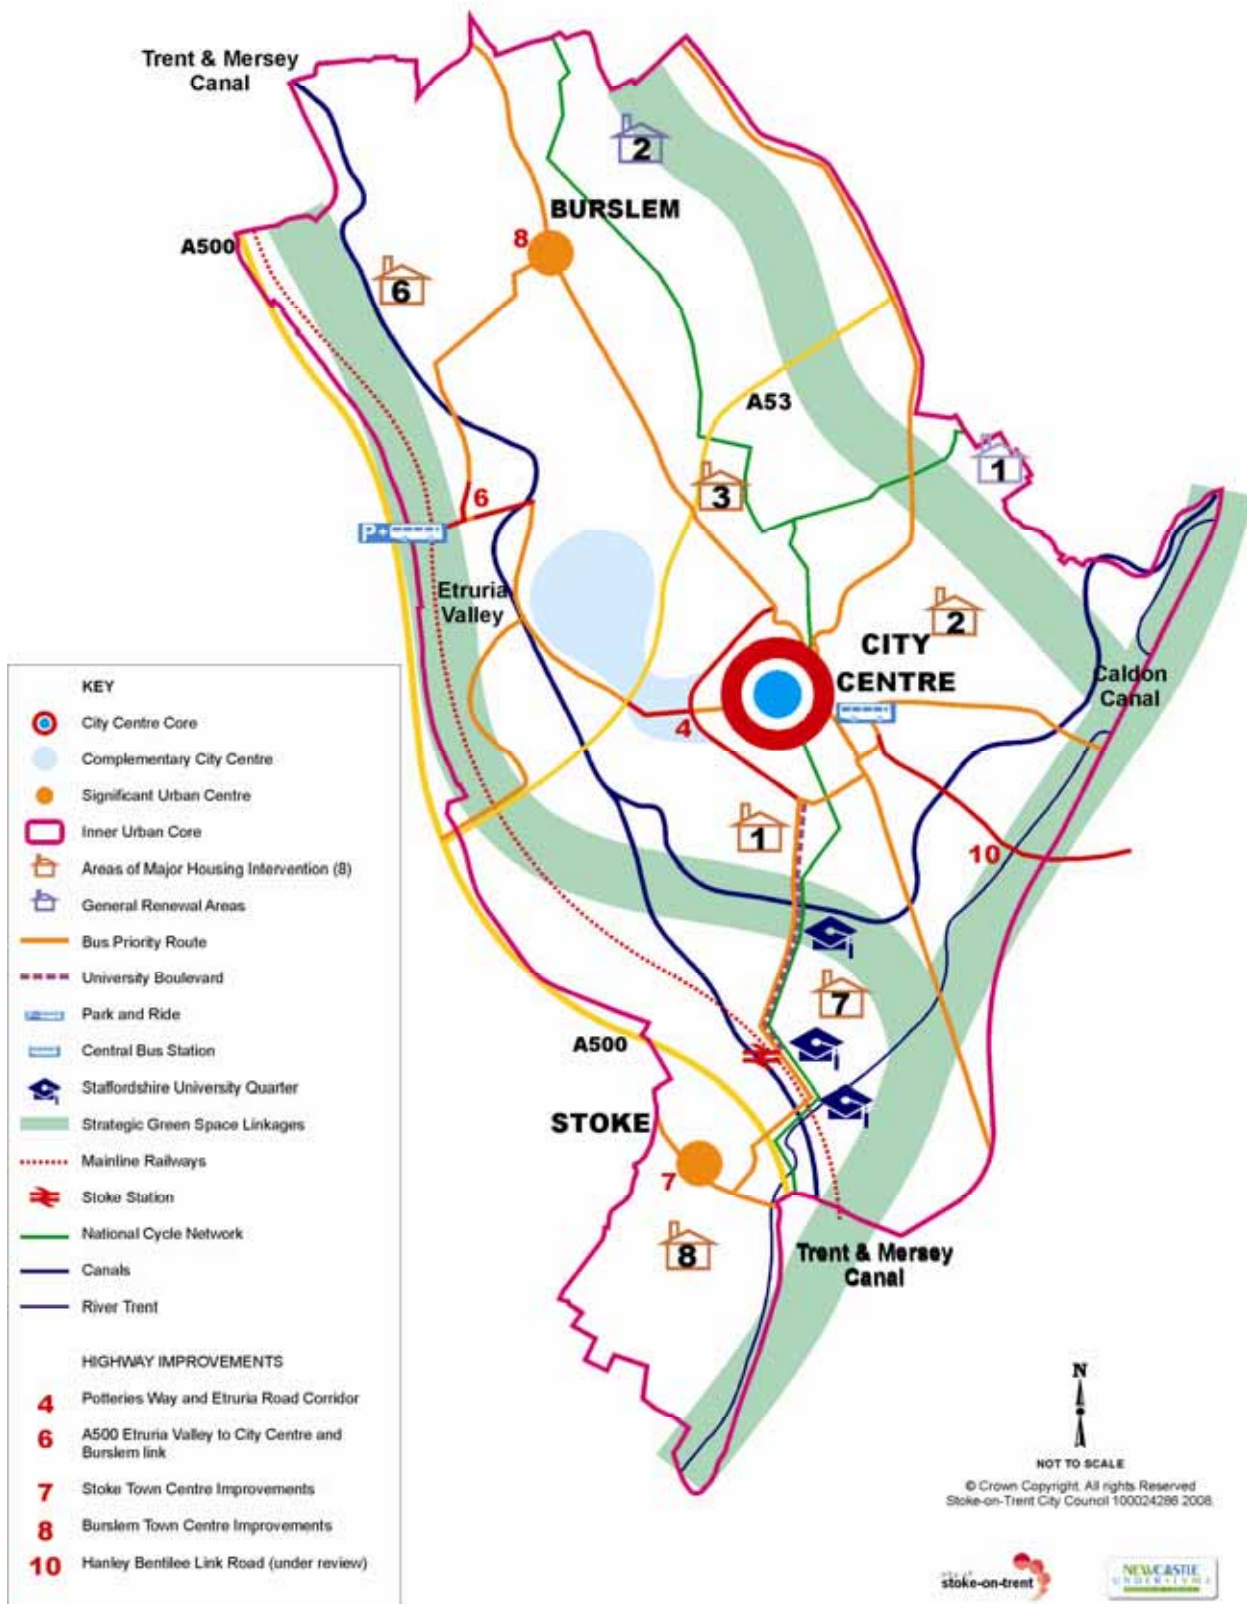 Trent & Mersey
Canal
2
BURSLEM
8
A500
6
A53
1
3
6
P+
Etruria
Valley
2
CITY
CENTRE
Caldon
Canal
4
1
10
7
A500
STOKE
7
8
Trent & Mersey
Canal
KEY
City Centre Core
Complementary City Centre
Significant Urban Centre
Inner Urban Core
Areas of Major Housing Intervention (8)
General Renewal Areas
Bus Priority Route
University Boulevard
Park and Ride
Central Bus Station
Staffordshire University Quarter
Strategic Green Space Linkages
Mainline Railways
Stoke Station
National Cycle Network
Canals
River Trent
HIGHWAY IMPROVEMENTS
4 Potteries Way and Etruria Road Corridor
6 A500 Etruria Valley to City Centre and
Burslem link
7 Stoke Town Centre Improvements
8 Burslem Town Centre Improvements
10 Hanley Bentilee Link Road (under review)
N
NOT TO SCALE
© Crown Copyright. All rights Reserved
Stoke-on-Trent City Council 100024286 2008.
city of
stoke-on-trent
NEWCASTLE
UNDER LYME